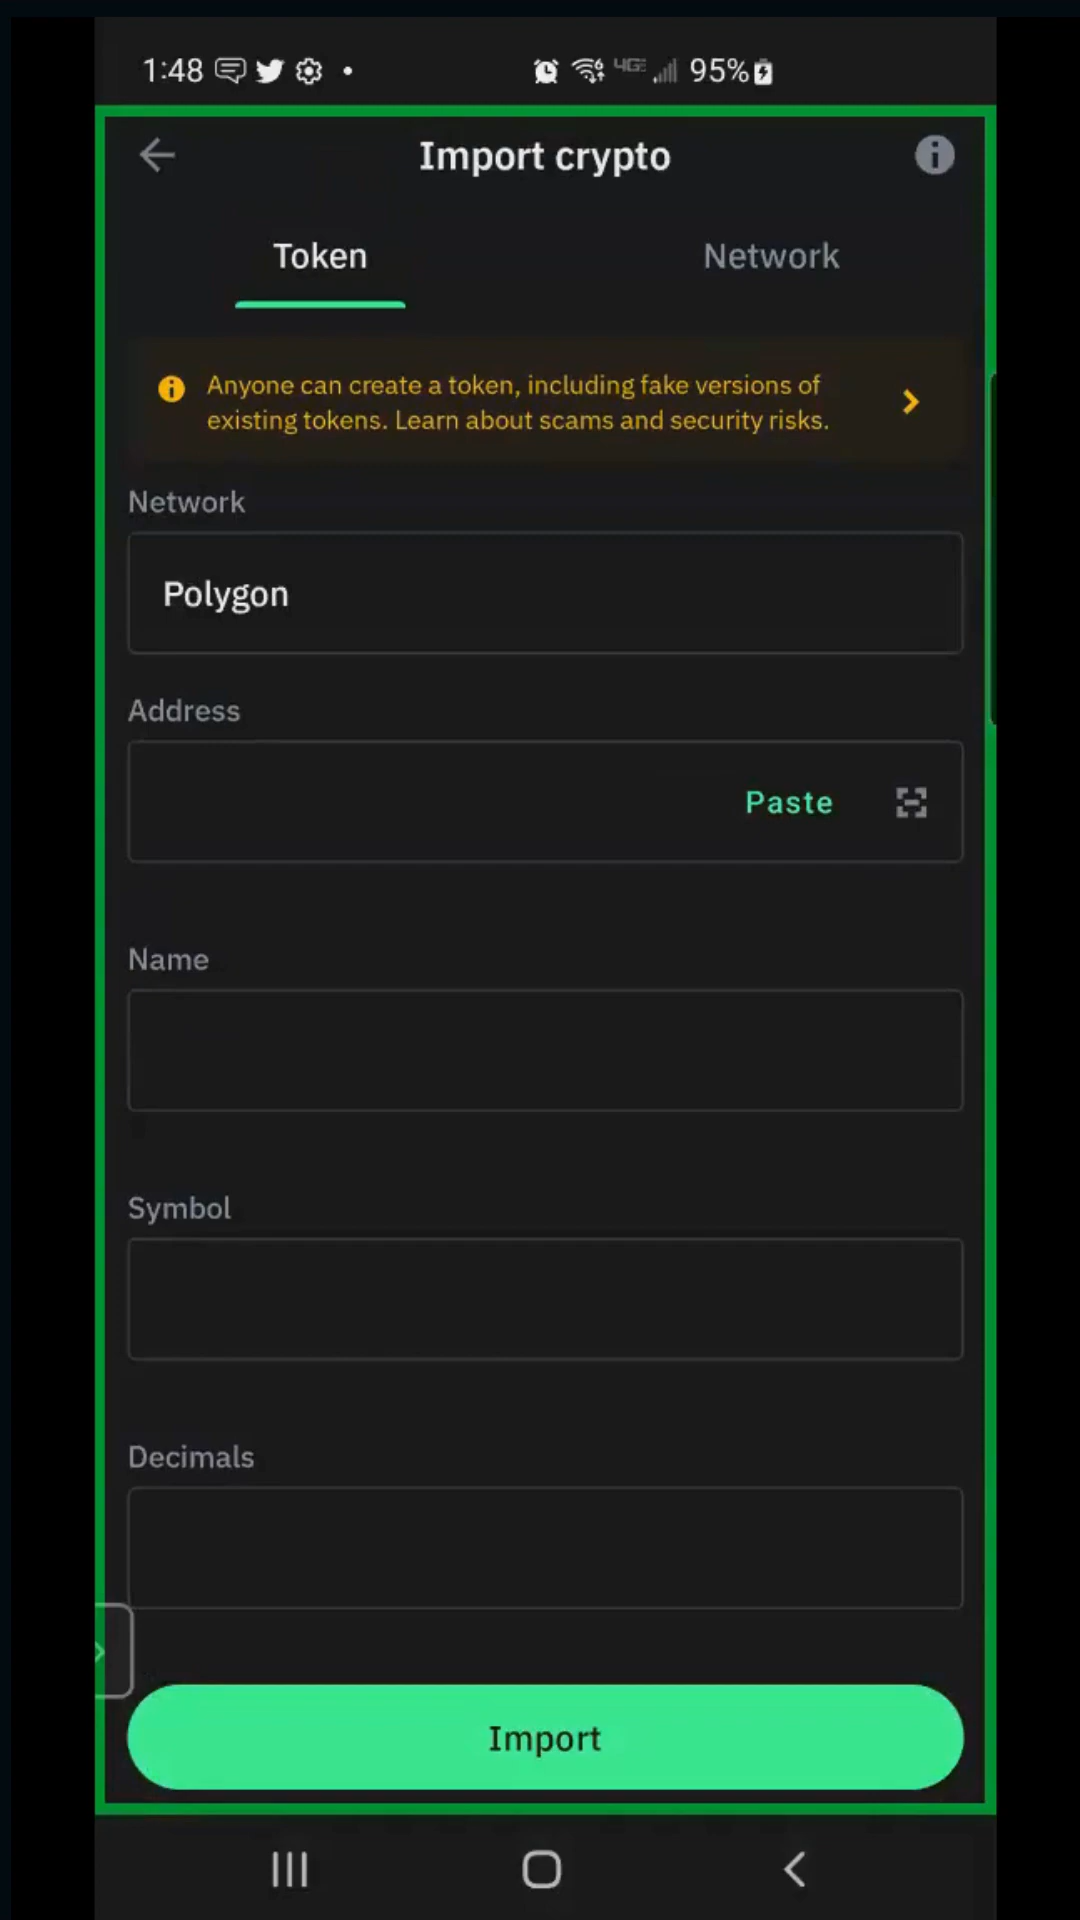 1:48 4GE 95%
Import crypto
Token Network
Anyone can create a token, including fake versions of
existing tokens. Learn about scams and security risks.
Network
Polygon
Address
Paste
Name
Symbol
Decimals
Import